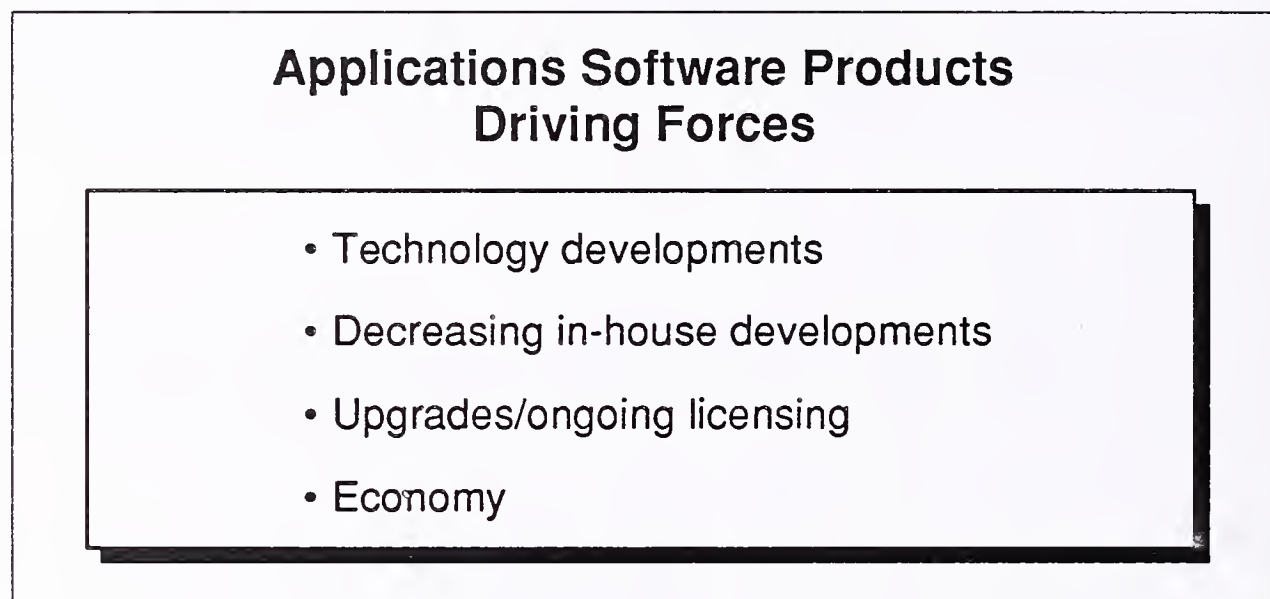 Applications Software Products
Driving Forces
• Technology developments
• Decreasing in-house developments
• Upgrades/ongoing licensing
• Economy